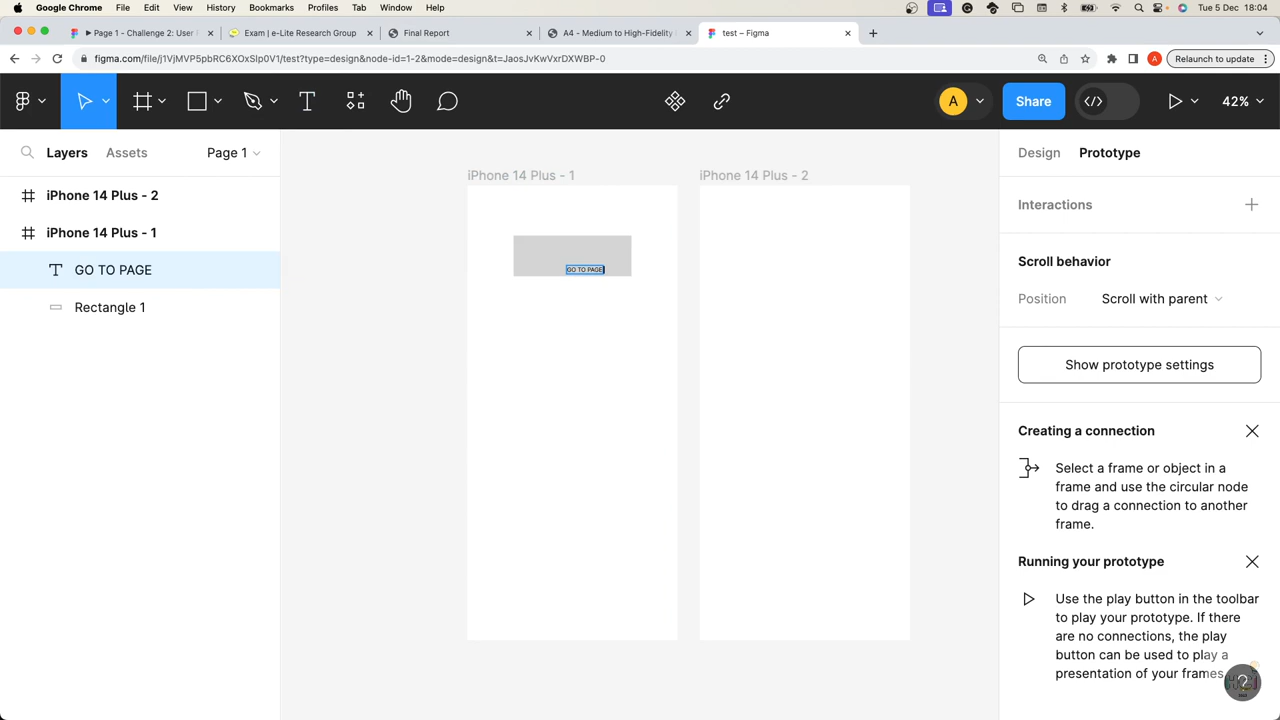 Google Chrome File Edit View History Bookmarks Profiles Tab Window Help Tue 5 Dec 18:04
Page 1 - Challenge 2: User Exam | e-Lite Research Group Final Report A4 - Medium to High-Fidelity test – Figma
figma.com/file/j1VjMVP5pbRC6XOxSlp0V1/test?type=design&node-id=1-2&mode=design&t=JaosJvKwVxrDXWBP-0 A Relaunch to update
A Share 42%
Layers Assets Page 1 Design Prototype
iPhone 14 Plus - 2
iPhone 14 Plus - 1
GO TO PAGE
Rectangle 1
iPhone 14 Plus - 1 iPhone 14 Plus - 2
GO TO PAGE
Interactions
Scroll behavior
Position Scroll with parent
Show prototype settings
Creating a connection
Select a frame or object in a
frame and use the circular node
to drag a connection to another
frame.
Running your prototype
Use the play button in the toolbar
to play your prototype. If there
are no connections, the play
button can be used to play a
presentation of your frames
?